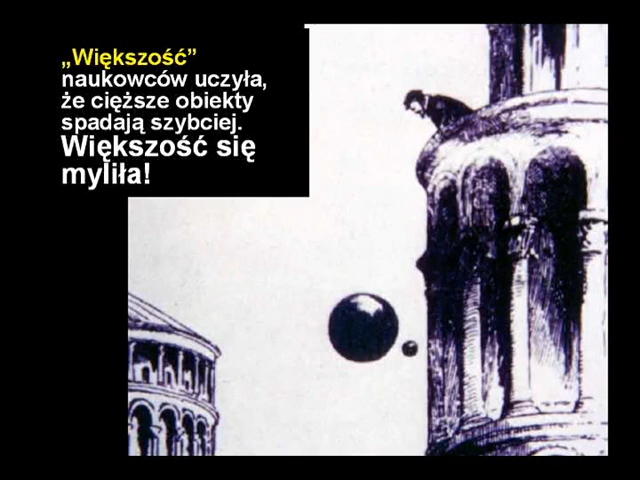 „Większość”
naukowców uczyła,
że cięższe obiekty
spadają szybciej.
Większość się
myliła!